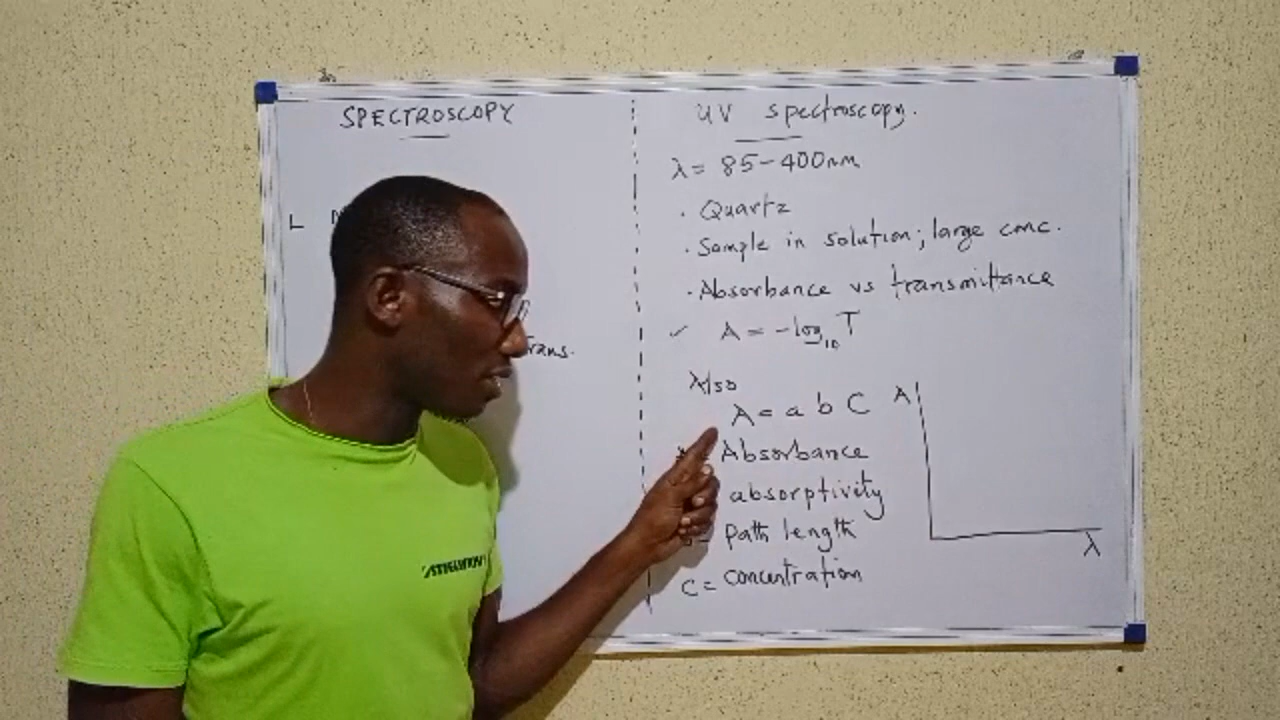 SPECTROSCOPY
L
Trans.
UV spectroscopy.
λ = 85-400nm
· Quartz
· Sample in solution; large conc.
· Absorbance vs transmittance
✓ A = -log₁₀ T
Also
A = a b C
Absorbance
absorptivity
path length
C = concentration
A
λ